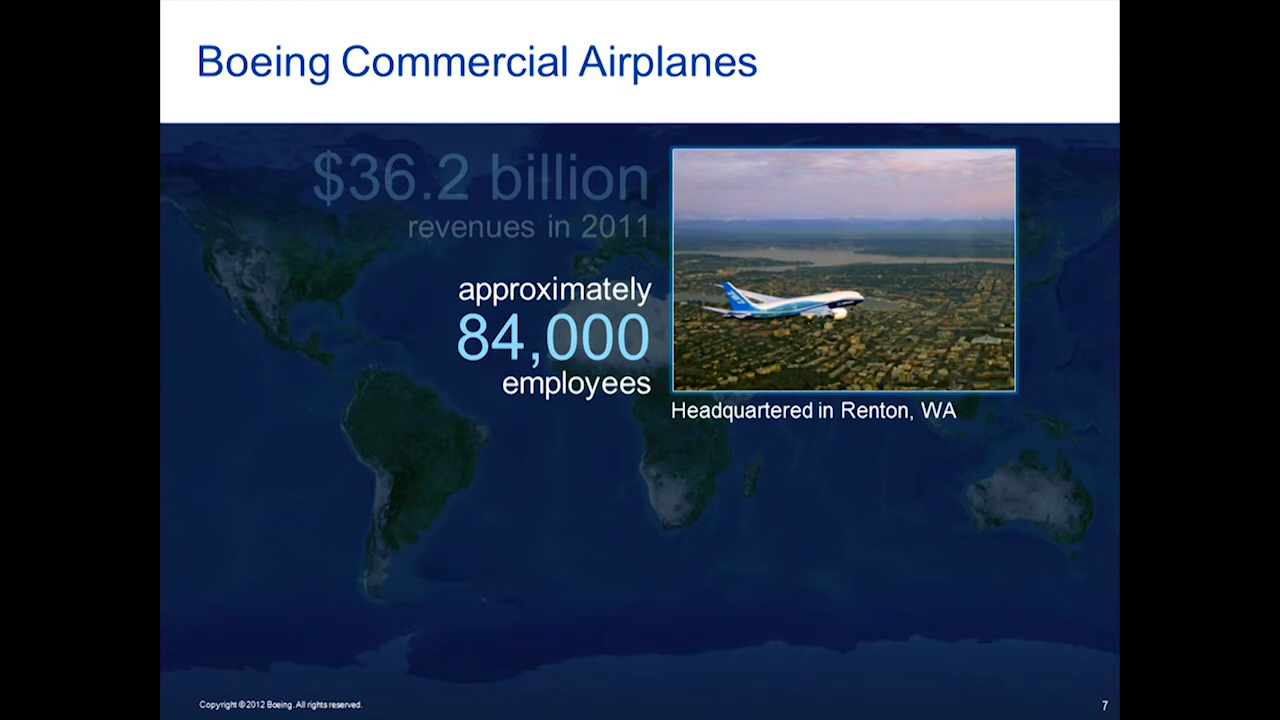 Boeing Commercial Airplanes
$36.2 billion
revenues in 2011
approximately
84,000
employees
787
Headquartered in Renton, WA
Copyright © 2012 Boeing. All rights reserved.
7